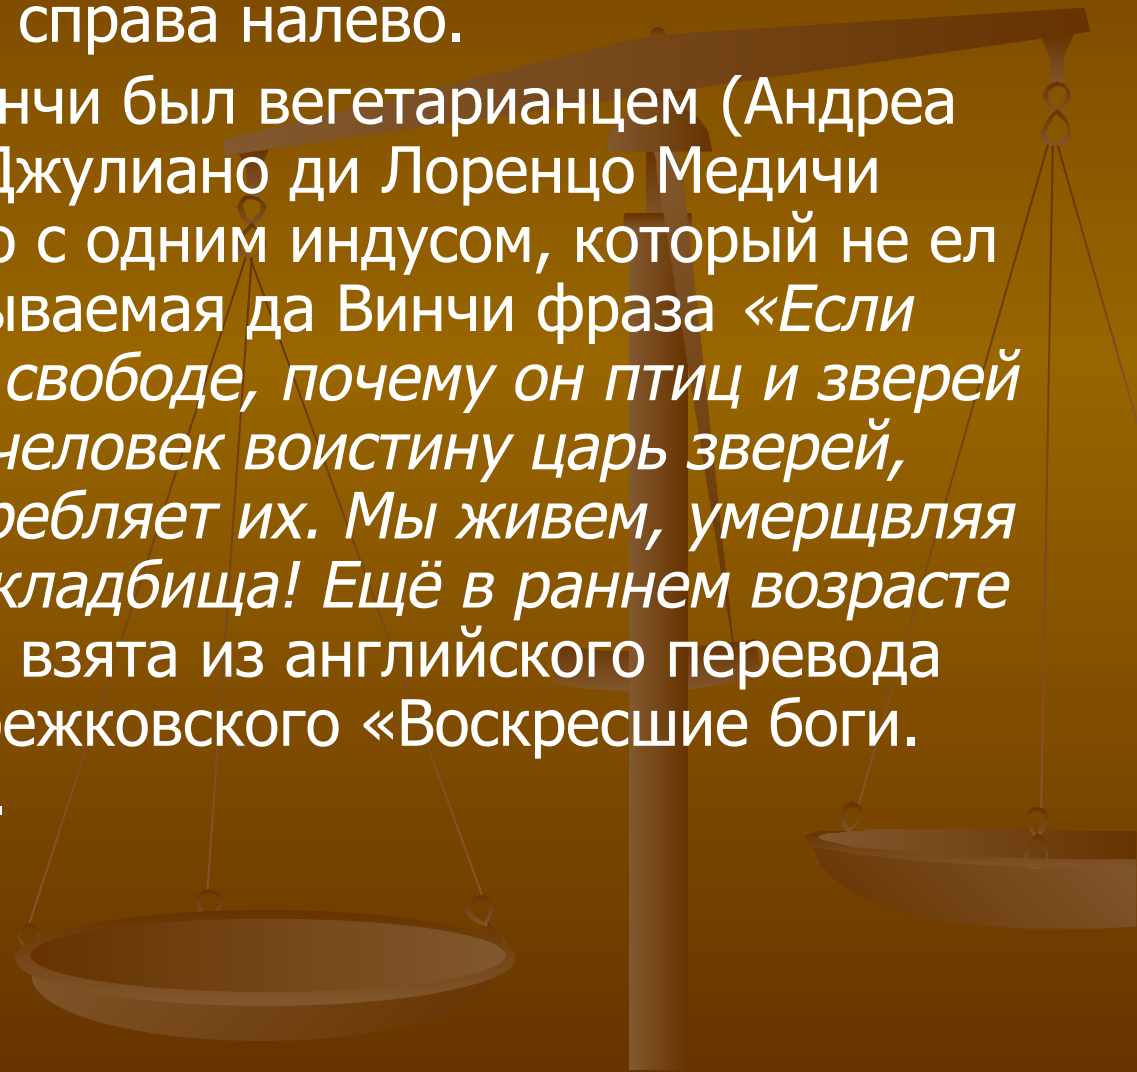 справа налево.
нчи был вегетарианцем (Андреа
Джулиано ди Лоренцо Медичи
о с одним индусом, который не ел
ываемая да Винчи фраза «Если
свободе, почему он птиц и зверей
человек воистину царь зверей,
ребляет их. Мы живем, умерщвляя
кладбища! Ещё в раннем возрасте
взята из английского перевода
режковского «Воскресшие боги.
.